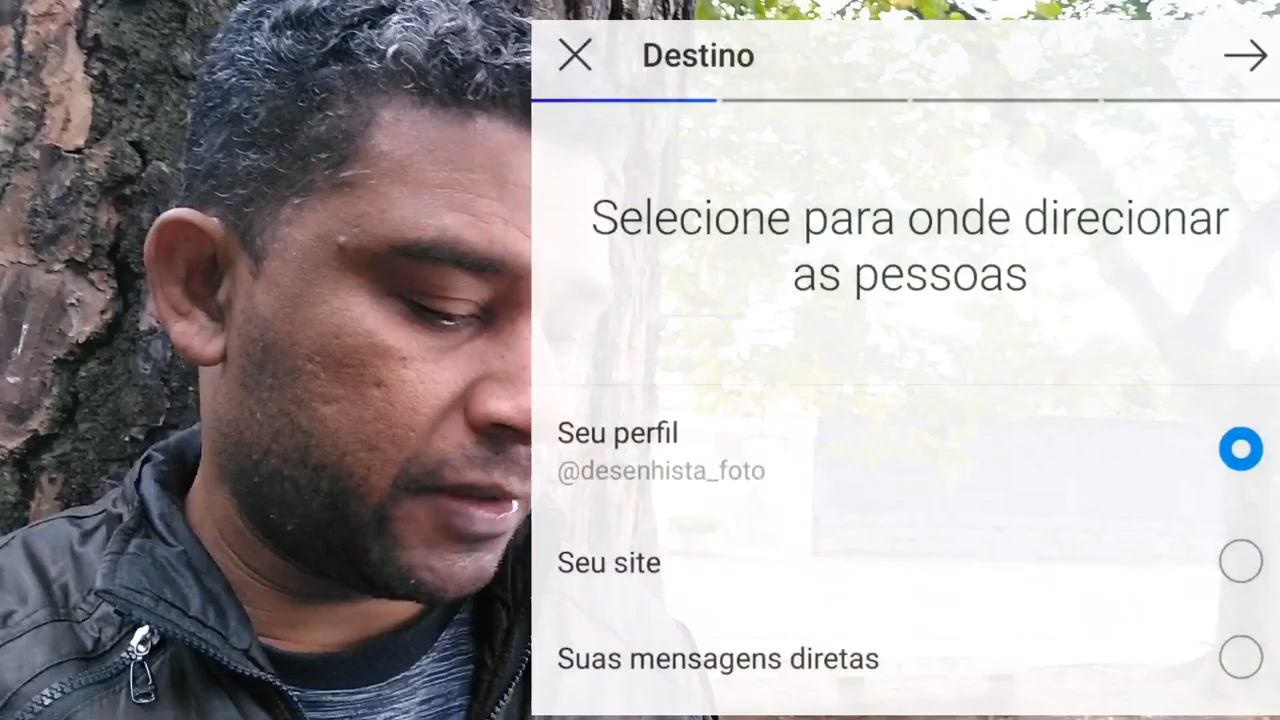 Destino
Selecione para onde direcionar
as pessoas
Seu perfil
@desenhista_foto
Seu site
Suas mensagens diretas